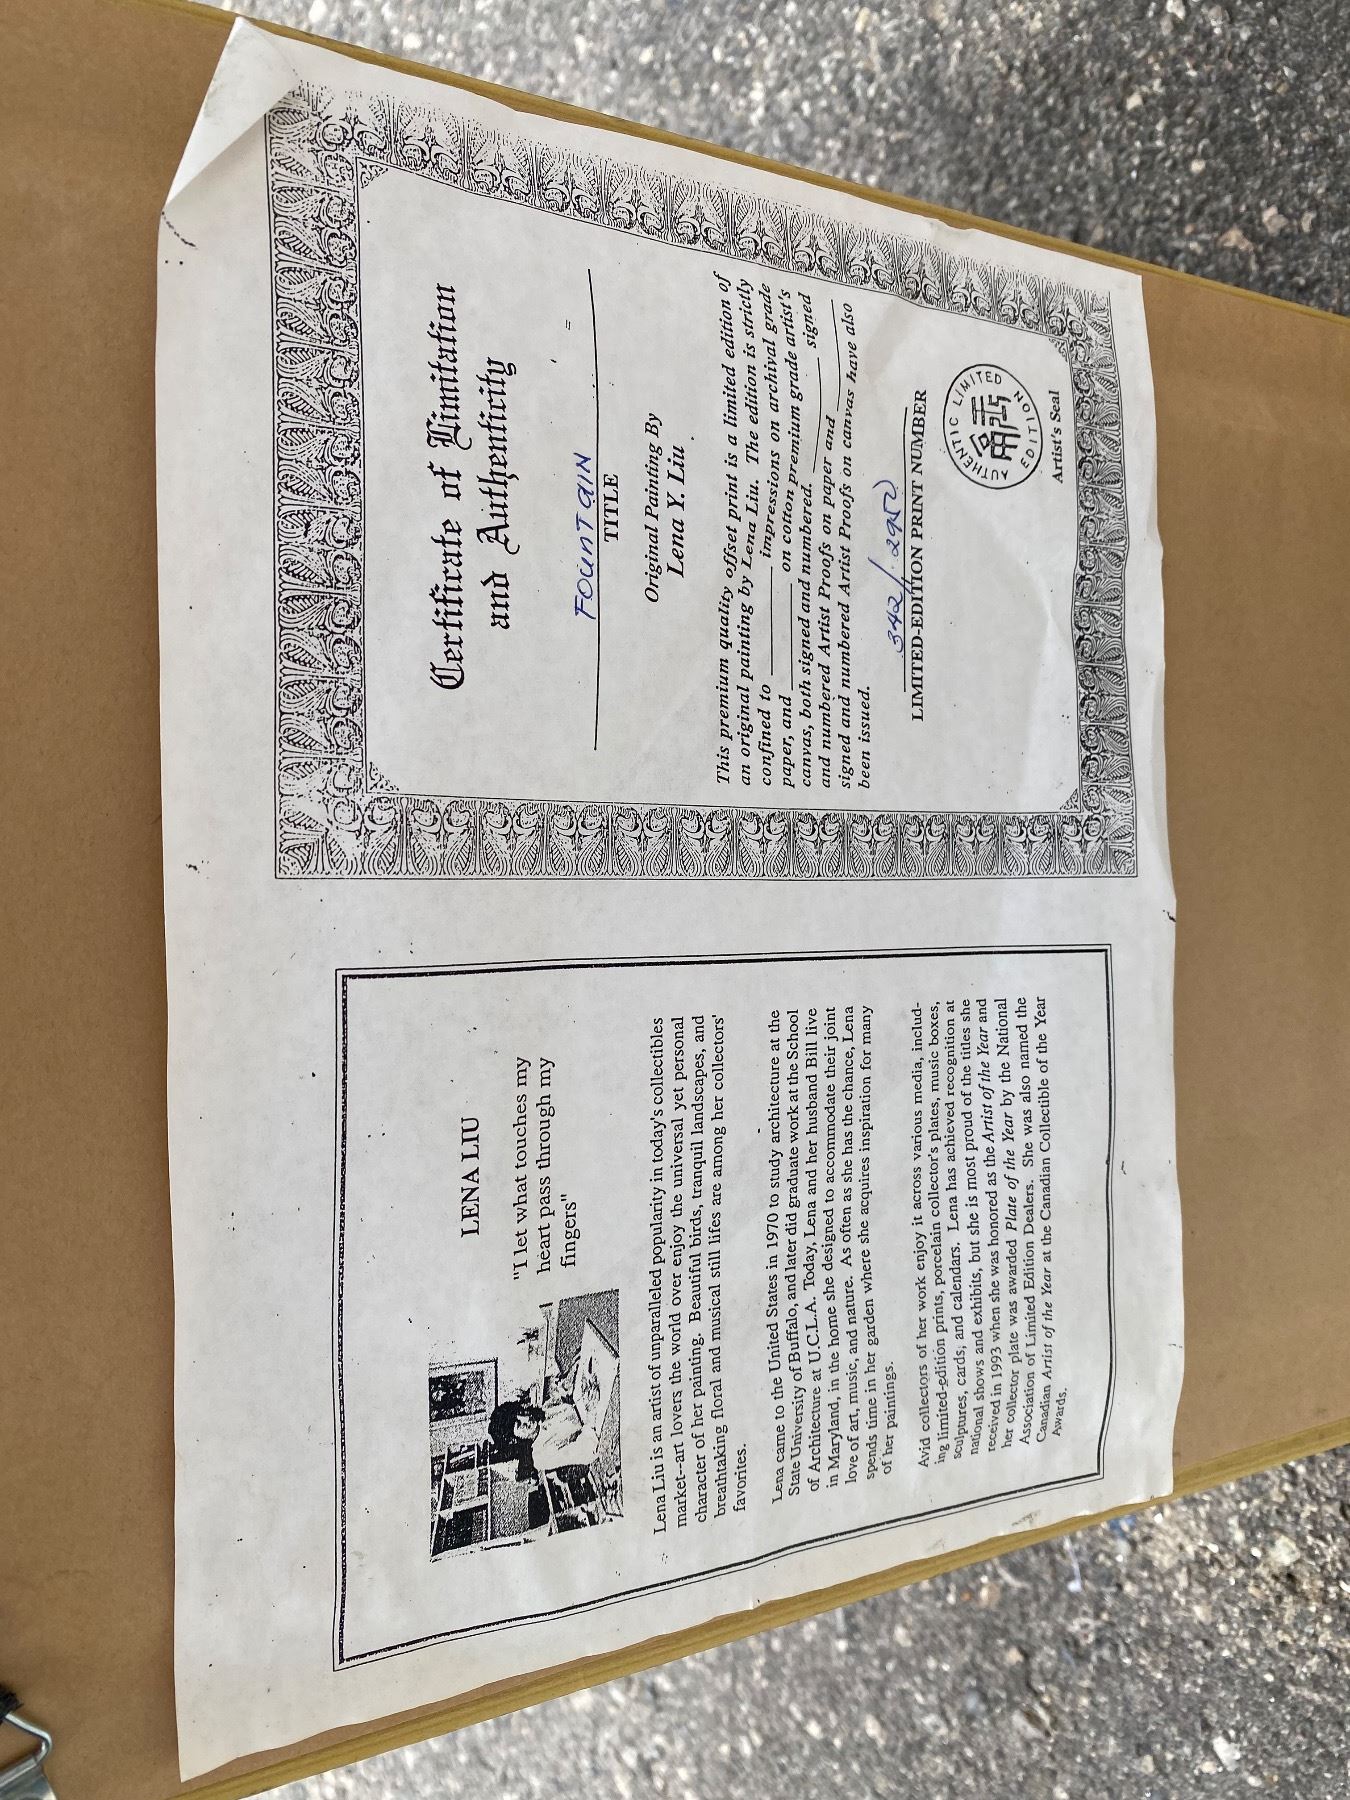 LENA LIU
"I let what touches my
heart pass through my
fingers"
Lena Liu is an artist of unparalleled popularity in today's collectibles
market--art lovers the world over enjoy the universal yet personal
character of her painting. Beautiful birds, tranquil landscapes, and
breathtaking floral and musical still lifes are among her collectors'
favorites.
Lena came to the United States in 1970 to study architecture at the
State University of Buffalo, and later did graduate work at the School
of Architecture at U.C.L.A. Today, Lena and her husband Bill live
in Maryland, in the home she designed to accommodate their joint
love of art, music, and nature. As often as she has the chance, Lena
spends time in her garden where she acquires inspiration for many
of her paintings.
Avid collectors of her work enjoy it across various media, includ-
ing limited-edition prints, porcelain collector's plates, music boxes,
sculptures, cards, and calendars. Lena has achieved recognition at
national shows and exhibits, but she is most proud of the titles she
received in 1993 when she was honored as the Artist of the Year and
her collector plate was awarded Plate of the Year by the National
Association of Limited Edition Dealers. She was also named the
Canadian Artist of the Year at the Canadian Collectible of the Year
Awards.
Certificate of Limitation
and Authenticity
FOUNTAIN
TITLE
Original Painting By
Lena Y. Liu
This premium quality offset print is a limited edition of
an original painting by Lena Liu. The edition is strictly
confined to ______ impressions on archival grade
paper, and ______ on cotton premium grade artist's
canvas, both signed and numbered. ______ signed
and numbered Artist Proofs on paper and ______
signed and numbered Artist Proofs on canvas have also
been issued.
342/2950
LIMITED-EDITION PRINT NUMBER
AUTHENTIC LIMITED EDITION
Artist's Seal